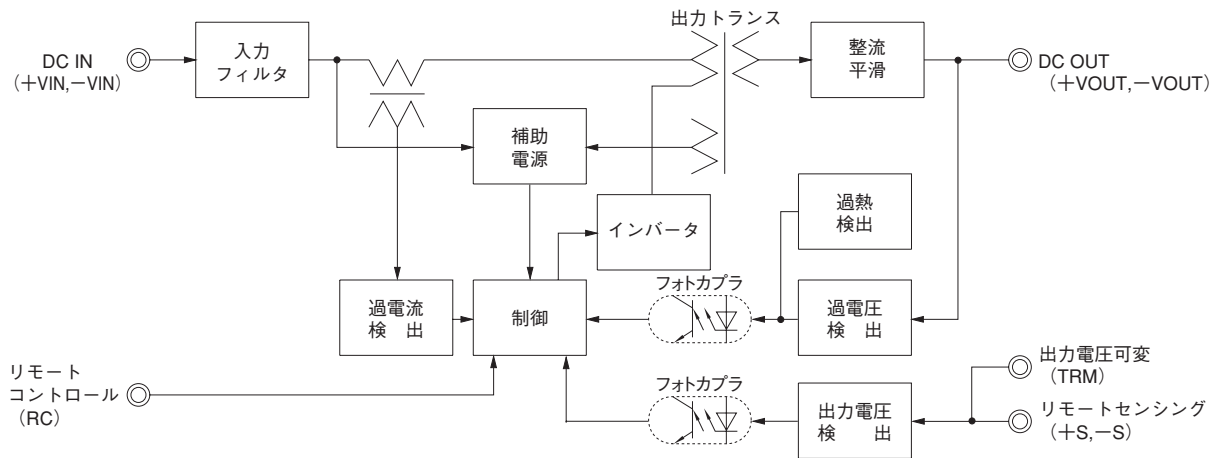 出力トランス
DC IN
（＋VIN,－VIN）
入力
フィルタ
整流
平滑
DC OUT
（＋VOUT,－VOUT）
補助
電源
インバータ
過熱
検出
過電流
検　出
制御
フォトカプラ
過電圧
検　出
リモート
コントロール
（RC）
フォトカプラ
出力電圧
検　出
出力電圧可変
（TRM）
リモートセンシング
（＋S,－S）